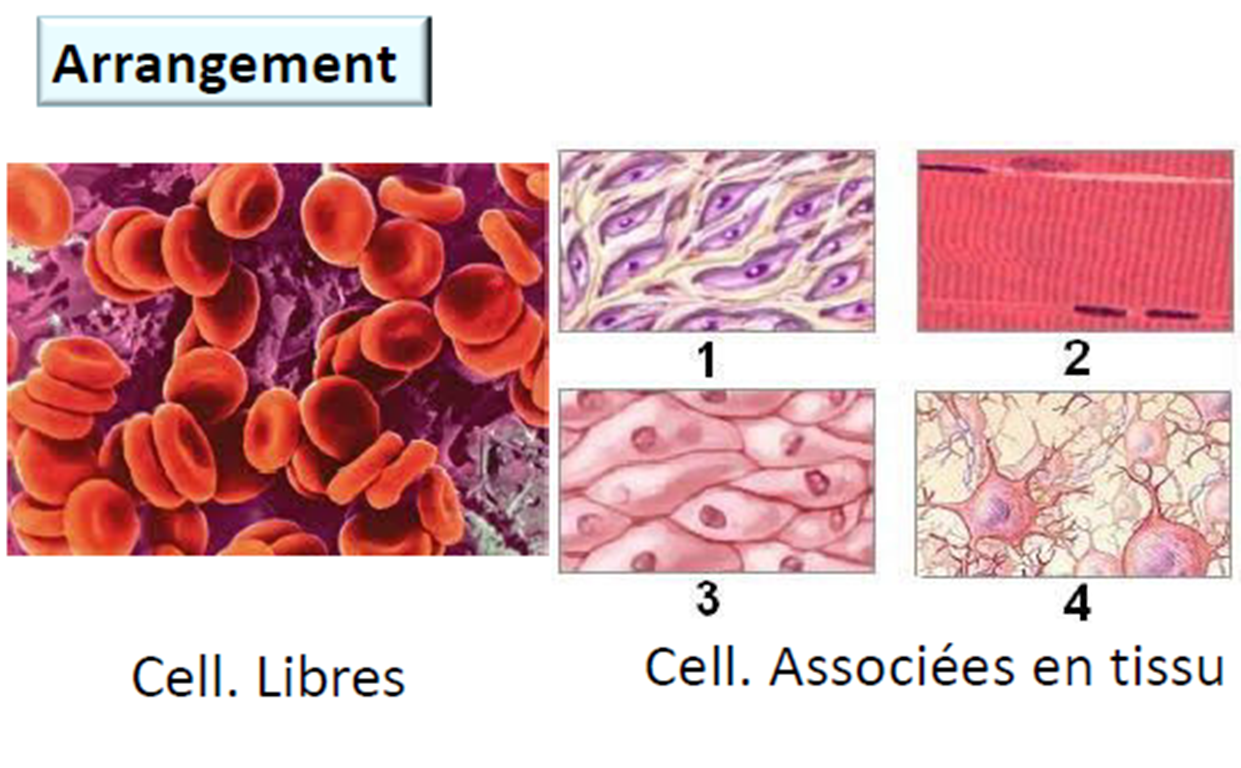 Arrangement
1
2
3
4
Cell. Libres
Cell. Associées en tissu